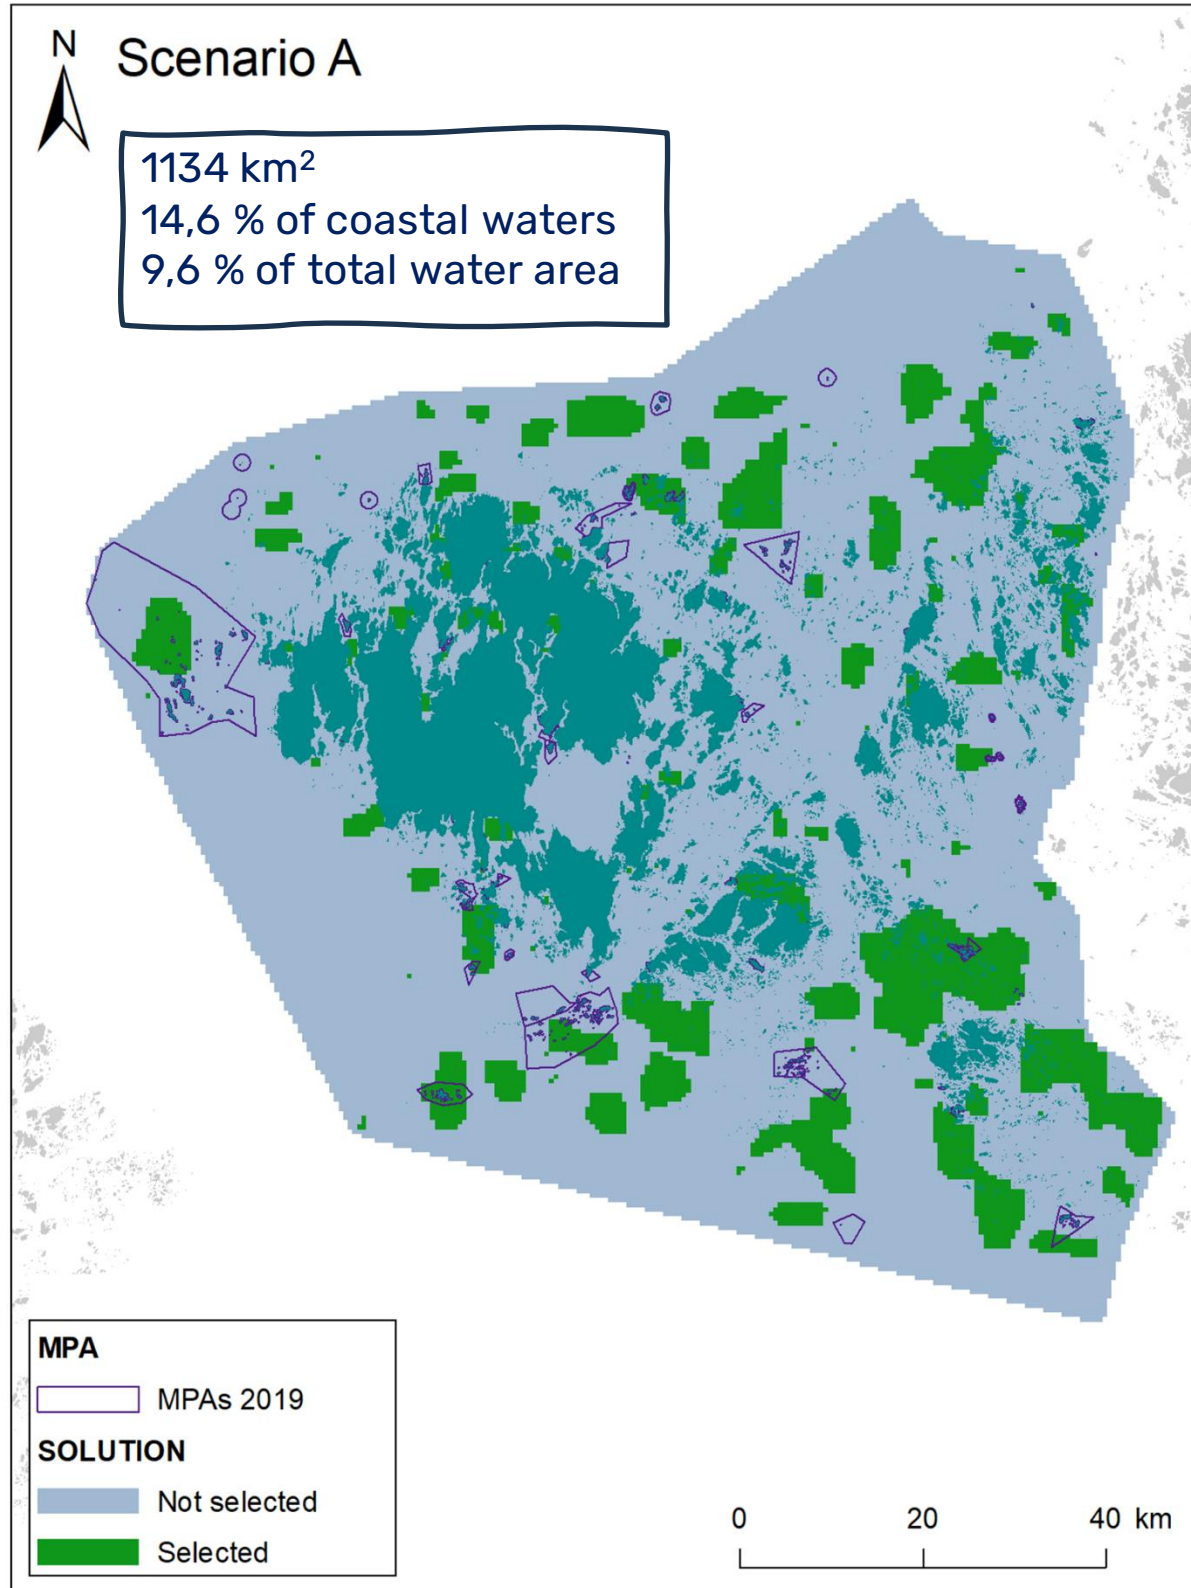 N
Scenario A
1134 km²
14,6 % of coastal waters
9,6 % of total water area
MPA
MPAs 2019
SOLUTION
Not selected
Selected
0 20 40 km